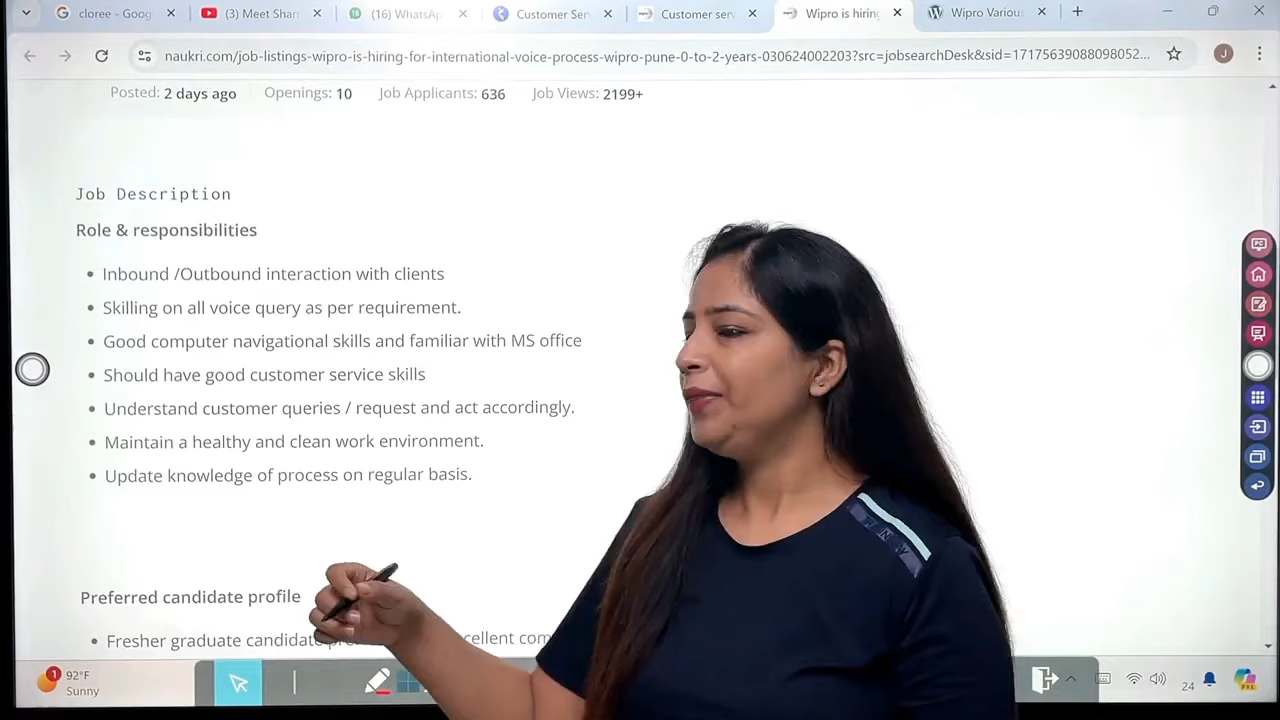 cloree - Goog
(3) Meet Shar
(16) WhatsAp
Customer Ser
Customer serv
Wipro is hirin
Wipro Variou
naukri.com/job-listings-wipro-is-hiring-for-international-voice-process-wipro-pune-0-to-2-years-030624002203?src=jobsearchDesk&sid=17175639088098052...
J
Posted: 2 days ago Openings: 10 Job Applicants: 636 Job Views: 2199+
Job Description
Role & responsibilities
• Inbound /Outbound interaction with clients
• Skilling on all voice query as per requirement.
• Good computer navigational skills and familiar with MS office
• Should have good customer service skills
• Understand customer queries / request and act accordingly.
• Maintain a healthy and clean work environment.
• Update knowledge of process on regular basis.
Preferred candidate profile
• Fresher graduate candidate
1
92°F
Sunny
24
PRE
PC